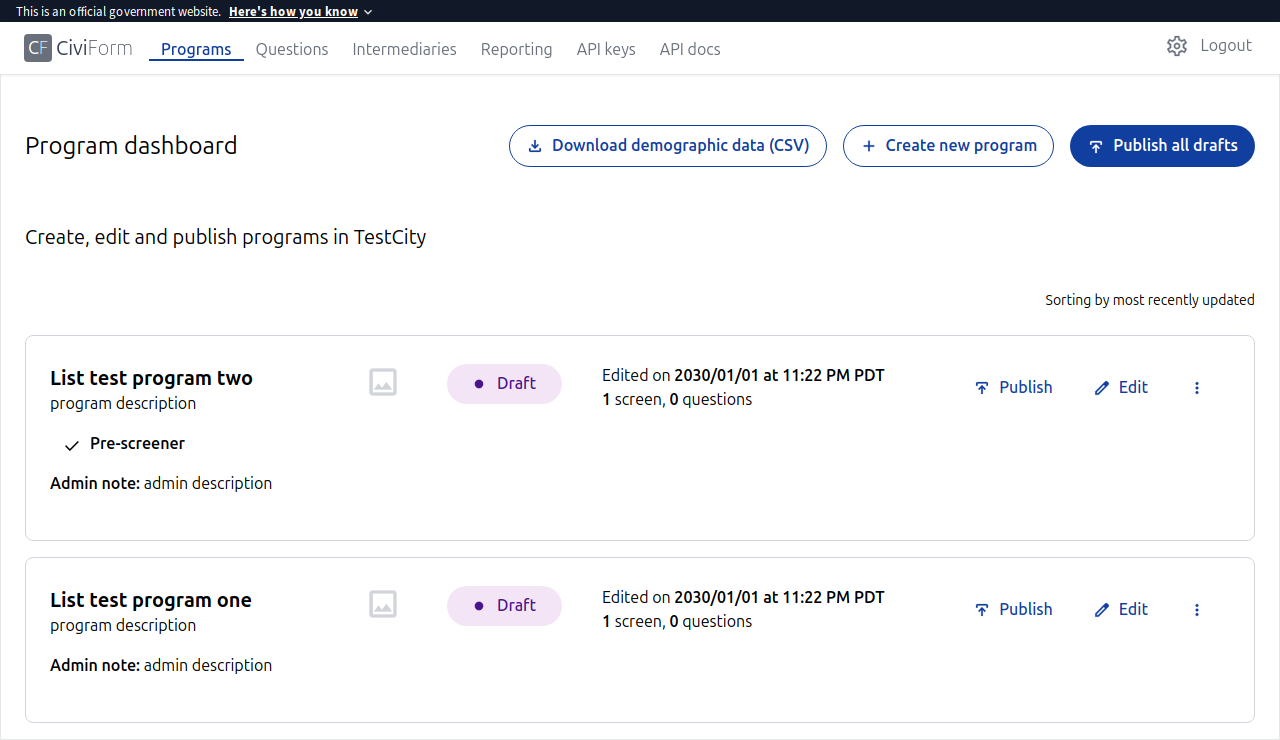 This is an official government website. Here's how you know
CF CiviForm Programs Questions Intermediaries Reporting API keys API docs Logout
Program dashboard Download demographic data (CSV) Create new program Publish all drafts
Create, edit and publish programs in TestCity
Sorting by most recently updated
List test program two
program description
Pre-screener
Admin note: admin description
Draft
Edited on 2030/01/01 at 11:22 PM PDT
1 screen, 0 questions
Publish Edit
List test program one
program description
Admin note: admin description
Draft
Edited on 2030/01/01 at 11:22 PM PDT
1 screen, 0 questions
Publish Edit